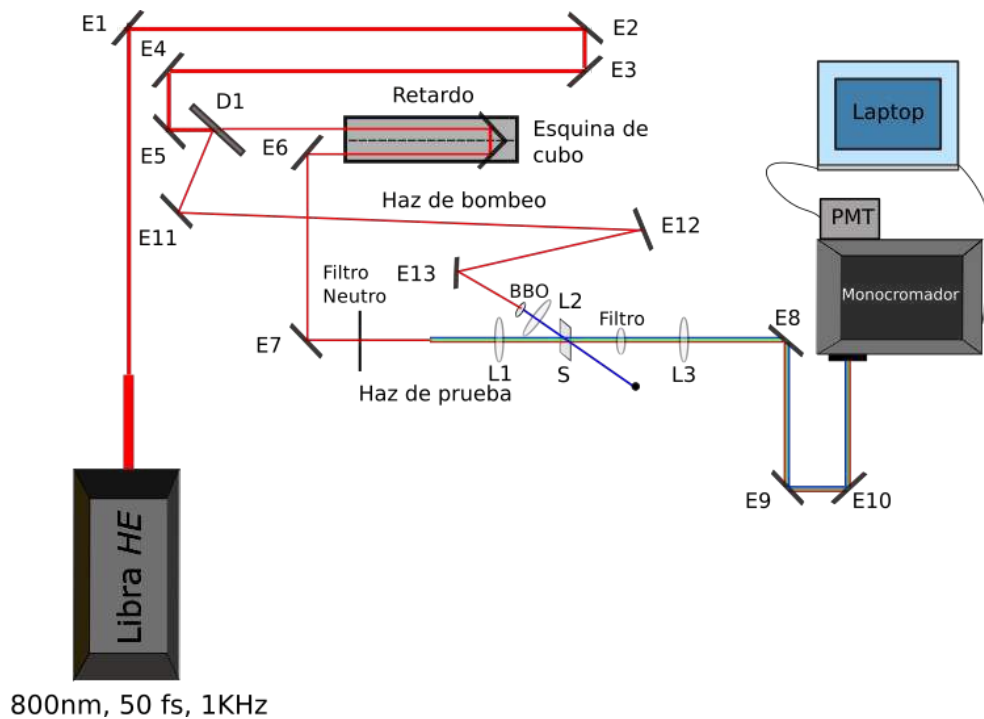 E1
E2
E4
E3
D1
Retardo
Laptop
E5
E6
Esquina de
cubo
Haz de bombeo
PMT
E11
E12
E13
Filtro
Neutro
BBO
L2
Filtro
E8
Monocromador
E7
L1
S
L3
Haz de prueba
E9
E10
Libra HE
800nm, 50 fs, 1KHz